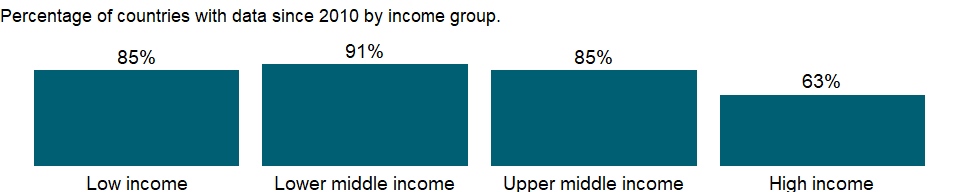 Percentage of countries with data since 2010 by income group.
85% 91% 85% 63%
Low income Lower middle income Upper middle income High income